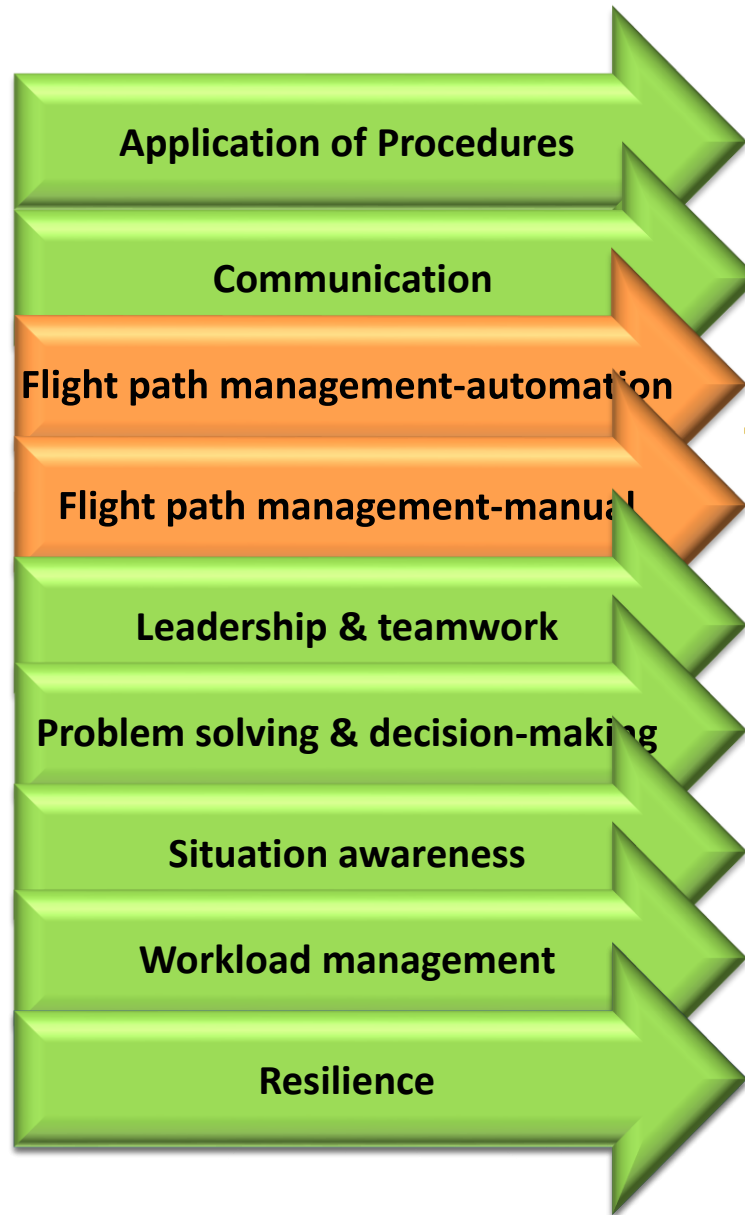 Application of Procedures
Communication
Flight path management-automation
Flight path management-manual
Leadership & teamwork
Problem solving & decision-making
Situation awareness
Workload management
Resilience